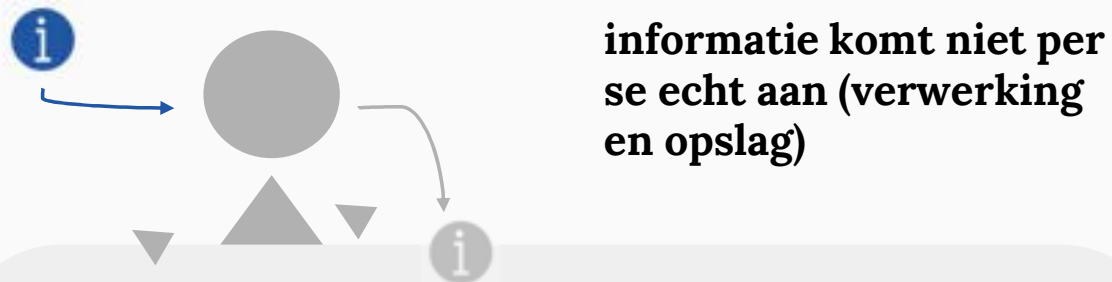 i
informatie komt niet per
se echt aan (verwerking
en opslag)
i